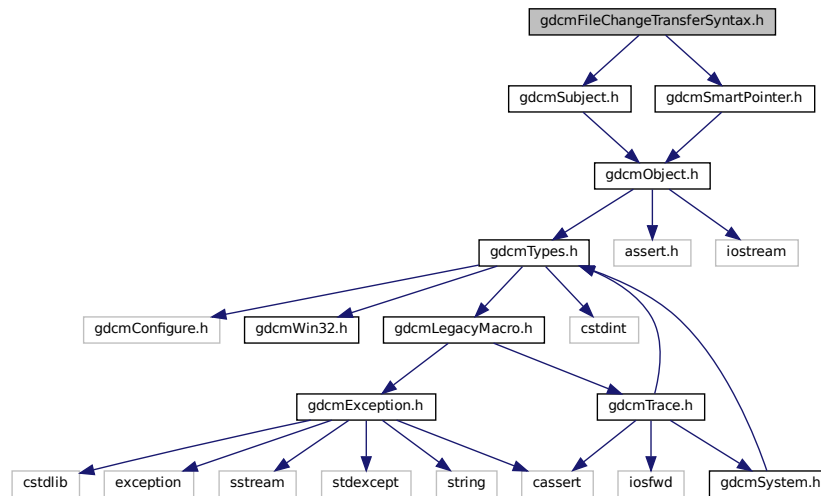 gdcmFileChangeTransferSyntax.h
gdcmSubject.h
gdcmSmartPointer.h
gdcmObject.h
gdcmTypes.h
assert.h
iostream
gdcmConfigure.h
gdcmWin32.h
gdcmLegacyMacro.h
cstdint
gdcmException.h
gdcmTrace.h
cstdlib
exception
sstream
stdexcept
string
cassert
iosfwd
gdcmSystem.h